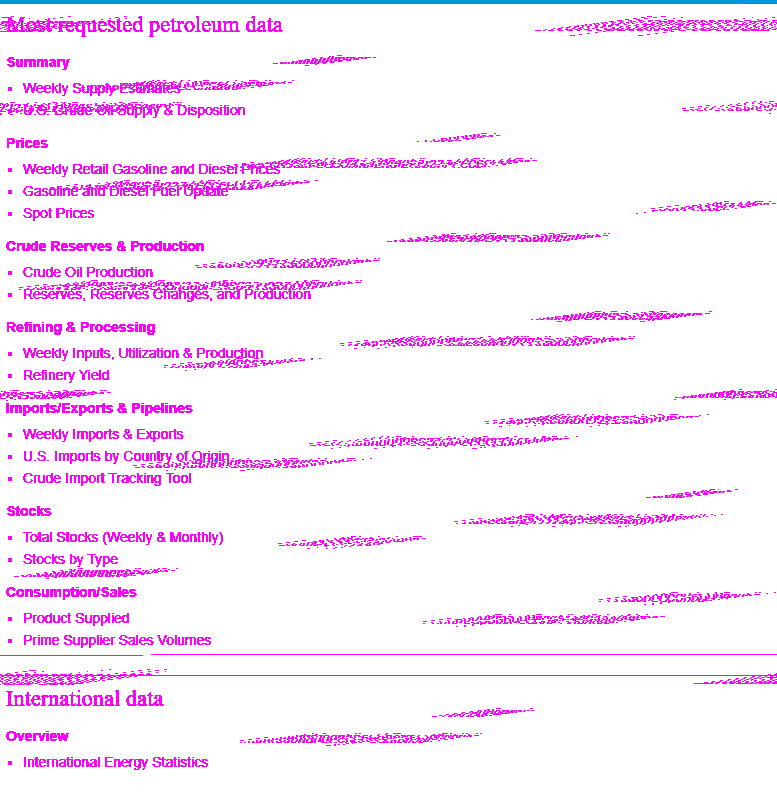 Most requested petroleum data
Summary
Weekly Supply Estimates
U.S. Crude Oil Supply & Disposition
Prices
Weekly Retail Gasoline and Diesel Prices
Gasoline and Diesel Fuel Update
Spot Prices
Crude Reserves & Production
Crude Oil Production
Reserves, Reserves Changes, and Production
Refining & Processing
Weekly Inputs, Utilization & Production
Refinery Yield
Imports/Exports & Pipelines
Weekly Imports & Exports
U.S. Imports by Country of Origin
Crude Import Tracking Tool
Stocks
Total Stocks (Weekly & Monthly)
Stocks by Type
Consumption/Sales
Product Supplied
Prime Supplier Sales Volumes
International data
Overview
International Energy Statistics